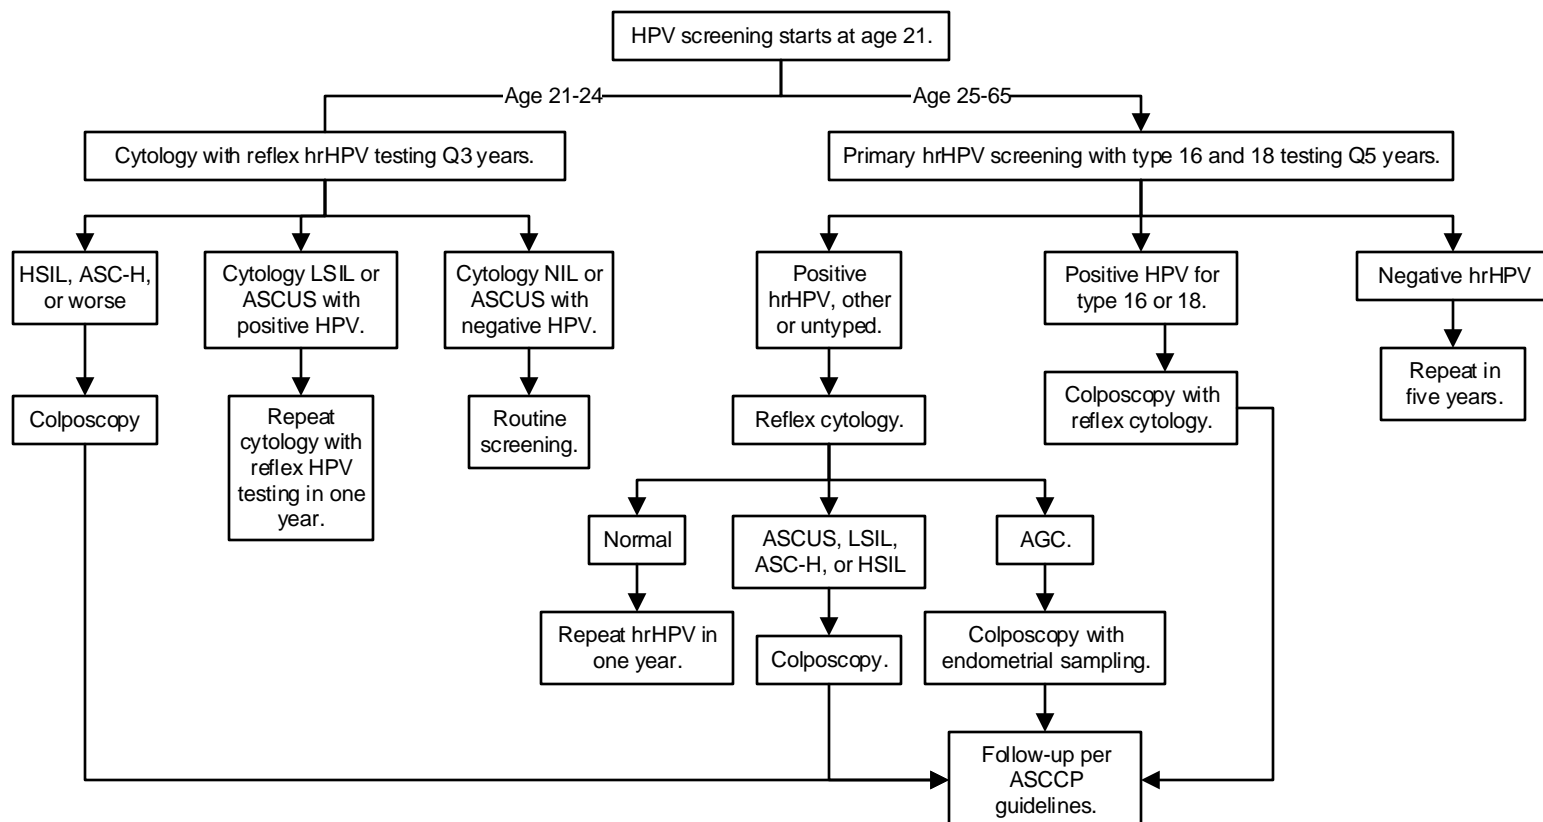 HPV screening starts at age 21.
Age 21-24
Age 25-65
Cytology with reflex hrHPV testing Q3 years.
Primary hrHPV screening with type 16 and 18 testing Q5 years.
HSIL, ASC-H,
or worse
Cytology LSIL or
ASCUS with
positive HPV.
Cytology NIL or
ASCUS with
negative HPV.
Positive
hrHPV, other
or untyped.
Positive HPV for
type 16 or 18.
Negative hrHPV
Colposcopy
Repeat
cytology with
reflex HPV
testing in one
year.
Routine
screening.
Reflex cytology.
Colposcopy with
reflex cytology.
Repeat in
five years.
Normal
ASCUS, LSIL,
ASC-H, or HSIL
AGC.
Repeat hrHPV in
one year.
Colposcopy.
Colposcopy with
endometrial sampling.
Follow-up per
ASCCP
guidelines.